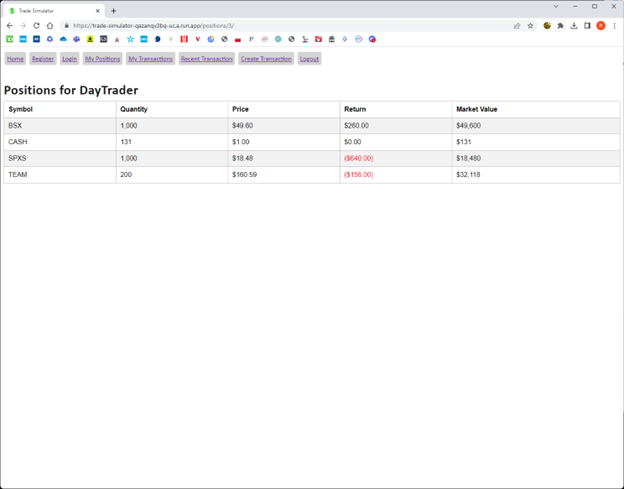 Trade Simulator
https://trade-simulator-qazanqx3bq-uc.a.run.app/positions/3/
Home Register Login My Positions My Transactions Recent Transaction Create Transaction Logout
Positions for DayTrader
Symbol Quantity Price Return Market Value
BSX 1,000 $49.60 $260.00 $49,600
CASH 131 $1.00 $0.00 $131
SPXS 1,000 $18.48 ($640.00) $18,480
TEAM 200 $160.59 ($156.00) $32,118